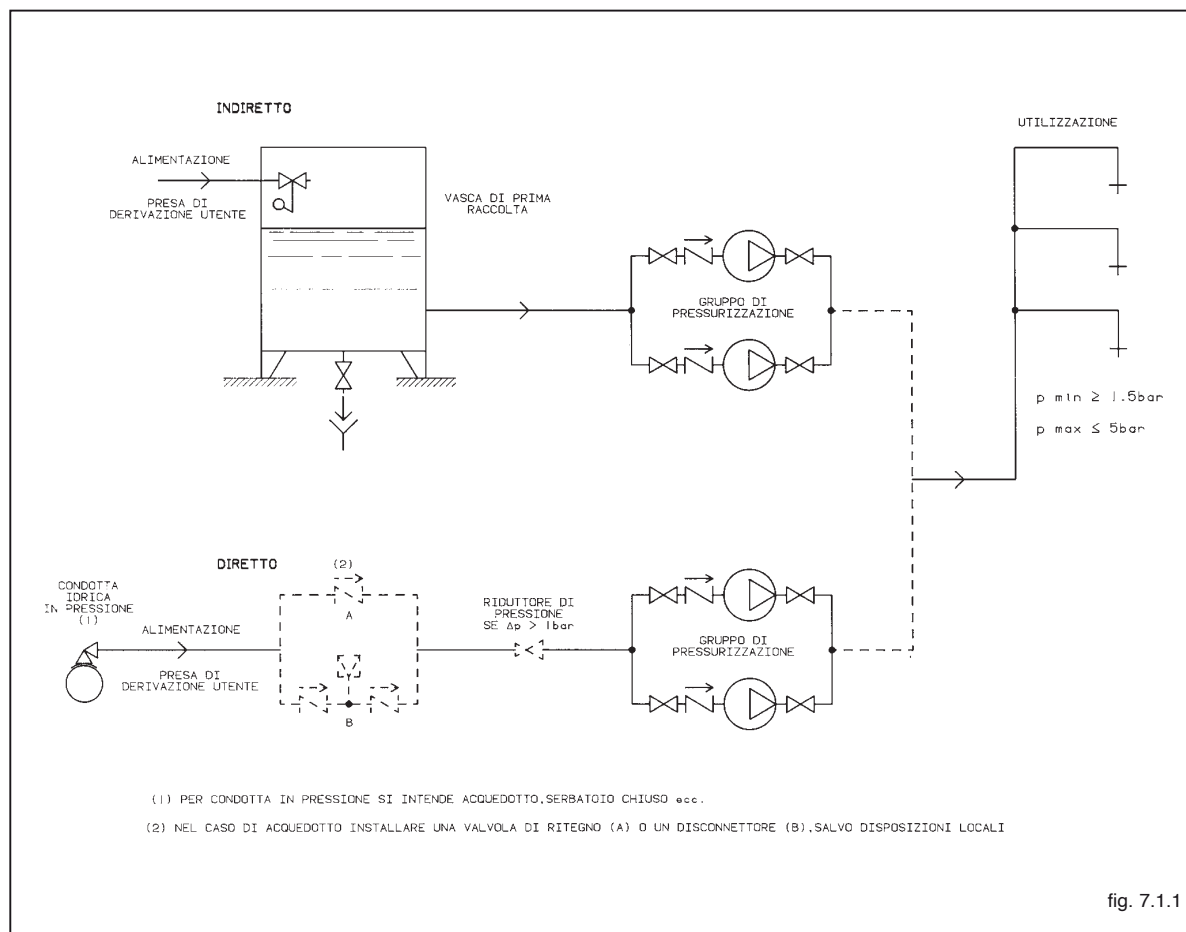 INDIRETTO
UTILIZZAZIONE
ALIMENTAZIONE
PRESA DI
DERIVAZIONE UTENTE
VASCA DI PRIMA
RACCOLTA
GRUPPO DI
PRESSURIZZAZIONE
p min ≥ 1.5bar
p max ≤ 5bar
DIRETTO
(2)
CONDOTTA
IDRICA
IN PRESSIONE
(1)
ALIMENTAZIONE
PRESA DI
DERIVAZIONE UTENTE
A
B
RIDUTTORE DI
PRESSIONE
SE Δp > 1bar
GRUPPO DI
PRESSURIZZAZIONE
(1) PER CONDOTTA IN PRESSIONE SI INTENDE ACQUEDOTTO,SERBATOIO CHIUSO ecc.
(2) NEL CASO DI ACQUEDOTTO INSTALLARE UNA VALVOLA DI RITEGNO (A) O UN DISCONNETTORE (B),SALVO DISPOSIZIONI LOCALI
fig. 7.1.1